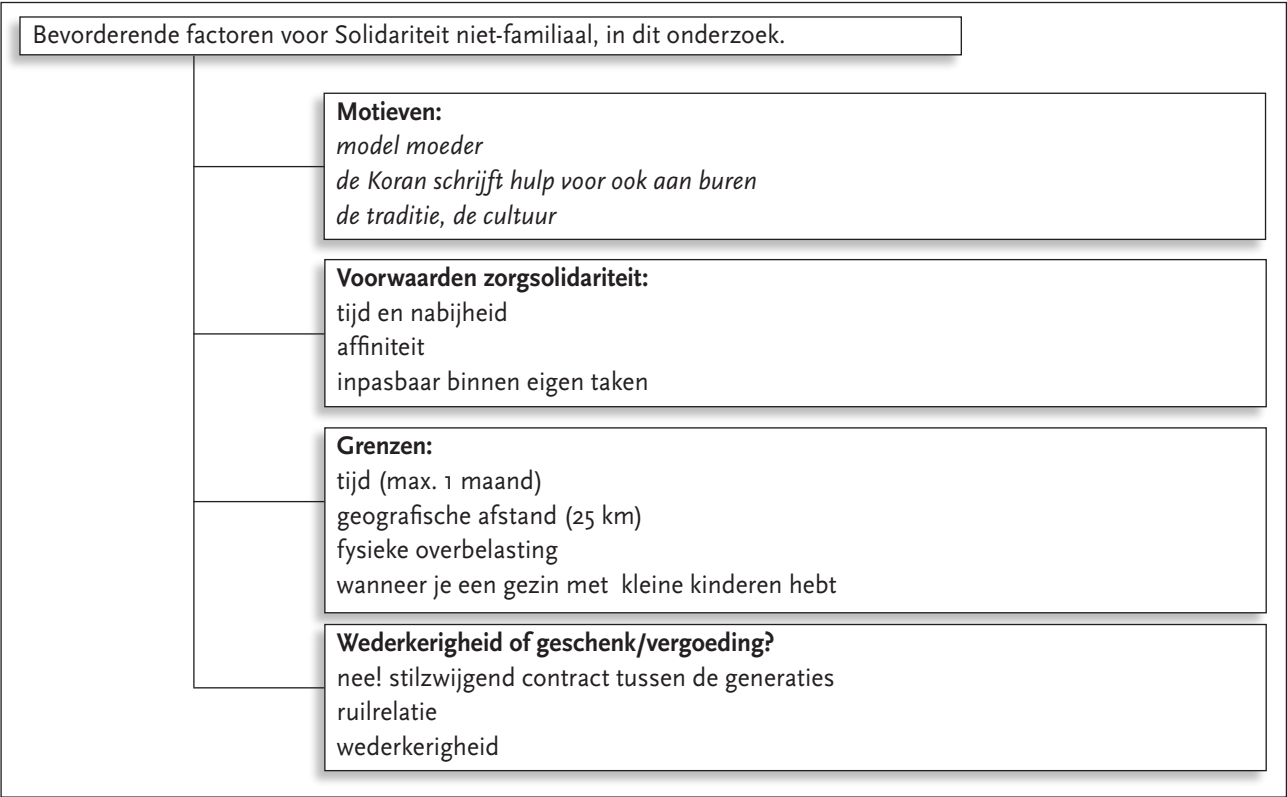 Bevorderende factoren voor Solidariteit niet-familiaal, in dit onderzoek.
Motieven:
model moeder
de Koran schrijft hulp voor ook aan buren
de traditie, de cultuur
Voorwaarden zorgsolidariteit:
tijd en nabijheid
affiniteit
inpasbaar binnen eigen taken
Grenzen:
tijd (max. 1 maand)
geografische afstand (25 km)
fysieke overbelasting
wanneer je een gezin met  kleine kinderen hebt
Wederkerigheid of geschenk/vergoeding?
nee! stilzwijgend contract tussen de generaties
ruilrelatie
wederkerigheid